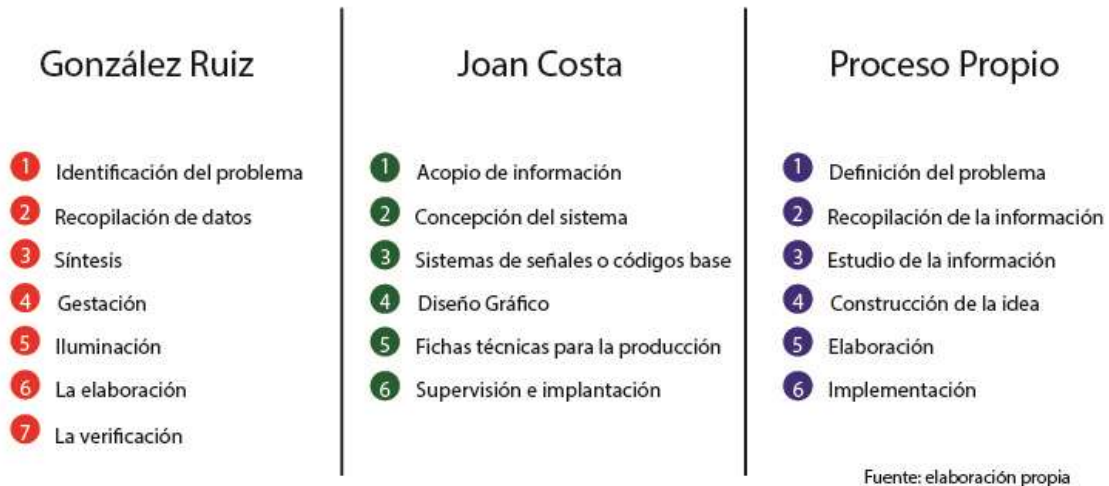 González Ruiz
1 Identificación del problema
2 Recopilación de datos
3 Síntesis
4 Gestación
5 Iluminación
6 La elaboración
7 La verificación
Joan Costa
1 Acopio de información
2 Concepción del sistema
3 Sistemas de señales o códigos base
4 Diseño Gráfico
5 Fichas técnicas para la producción
6 Supervisión e implantación
Proceso Propio
1 Definición del problema
2 Recopilación de la información
3 Estudio de la información
4 Construcción de la idea
5 Elaboración
6 Implementación
Fuente: elaboración propia